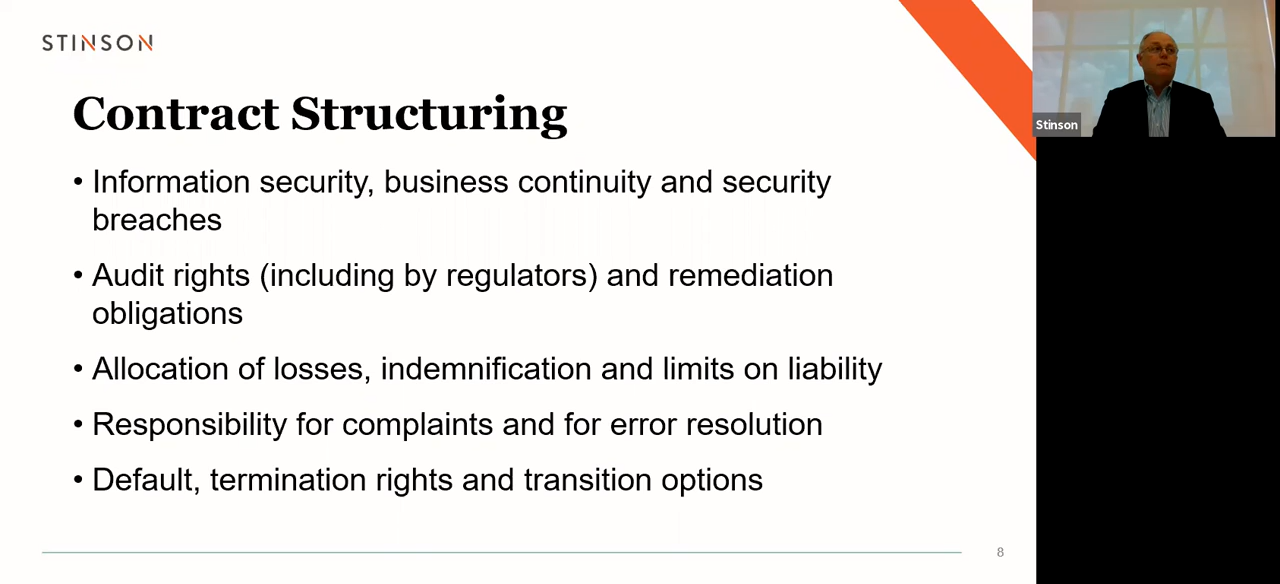 STINSON
Contract Structuring
• Information security, business continuity and security
breaches
• Audit rights (including by regulators) and remediation
obligations
• Allocation of losses, indemnification and limits on liability
• Responsibility for complaints and for error resolution
• Default, termination rights and transition options
8
Stinson